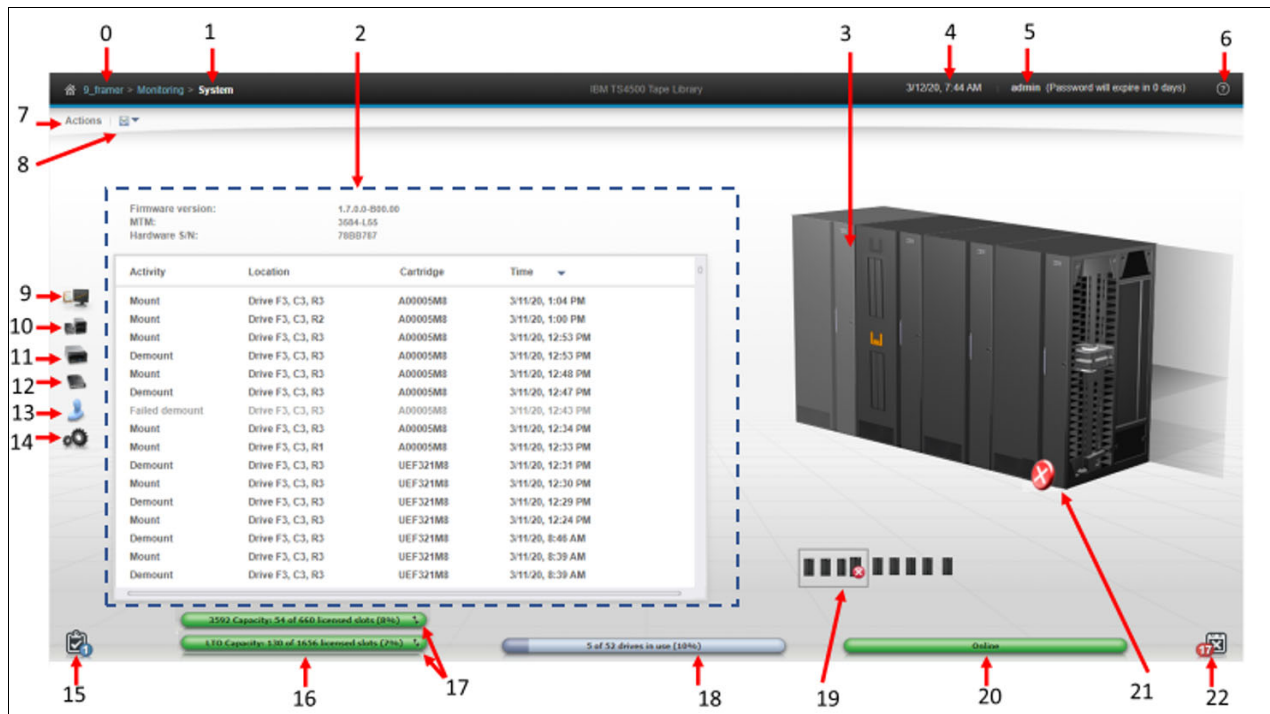 0 1 2 3 4 5 6
9_framer > Monitoring > System IBM TS4500 Tape Library 3/12/20, 7:44 AM admin (Password will expire in 0 days) ?
7 Actions
8
Firmware version: 1.7.0.0-B00.00
MTM: 3584-L55
Hardware S/N: 78BB767
Activity Location Cartridge Time
9 Mount Drive F3, C3, R3 A00005M8 3/11/20, 1:04 PM
10 Mount Drive F3, C3, R2 A00005M8 3/11/20, 1:00 PM
Mount Drive F3, C3, R3 A00005M8 3/11/20, 12:53 PM
11 Demount Drive F3, C3, R3 A00005M8 3/11/20, 12:53 PM
Mount Drive F3, C3, R3 A00005M8 3/11/20, 12:48 PM
12 Demount Drive F3, C3, R3 A00005M8 3/11/20, 12:47 PM
13 Failed demount Drive F3, C3, R3 A00005M8 3/11/20, 12:43 PM
Mount Drive F3, C3, R3 A00005M8 3/11/20, 12:34 PM
14 Mount Drive F3, C3, R1 A00005M8 3/11/20, 12:33 PM
Demount Drive F3, C3, R3 UEF321M8 3/11/20, 12:31 PM
Mount Drive F3, C3, R3 UEF321M8 3/11/20, 12:30 PM
Demount Drive F3, C3, R3 UEF321M8 3/11/20, 12:29 PM
Mount Drive F3, C3, R3 UEF321M8 3/11/20, 12:24 PM
Demount Drive F3, C3, R3 UEF321M8 3/11/20, 8:46 AM
Mount Drive F3, C3, R3 UEF321M8 3/11/20, 8:39 AM
Demount Drive F3, C3, R3 UEF321M8 3/11/20, 8:39 AM
3592 Capacity: 54 of 660 licensed slots (8%)
1 LTO Capacity: 130 of 1656 licensed slots (7%) 5 of 52 drives in use (10%) Online 17
15 16 17 18 19 20 21 22